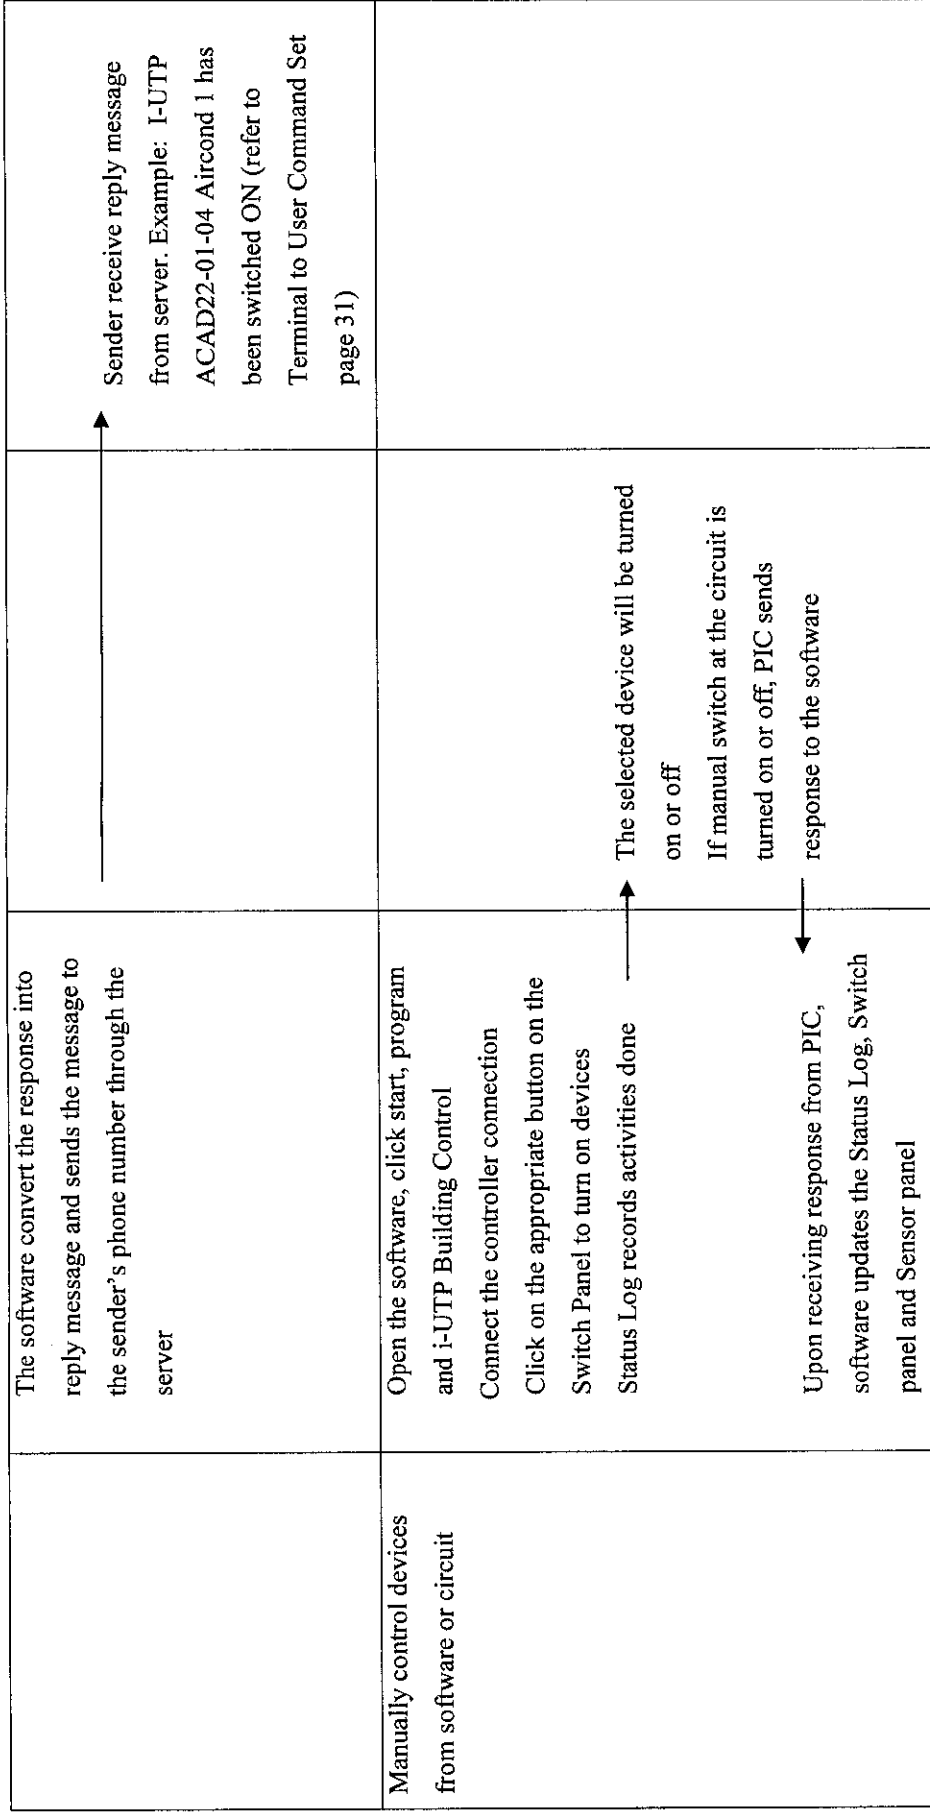 The software convert the response into
reply message and sends the message to
the sender's phone number through the
server
Sender receive reply message
from server. Example: I-UTP
ACAD22-01-04 Aircond 1 has
been switched ON (refer to
Terminal to User Command Set
page 31)
Manually control devices
from software or circuit
Open the software, click start, program
and i-UTP Building Control
Connect the controller connection
Click on the appropriate button on the
Switch Panel to turn on devices
Status Log records activities done
The selected device will be turned
on or off
If manual switch at the circuit is
turned on or off, PIC sends
response to the software
Upon receiving response from PIC,
software updates the Status Log, Switch
panel and Sensor panel